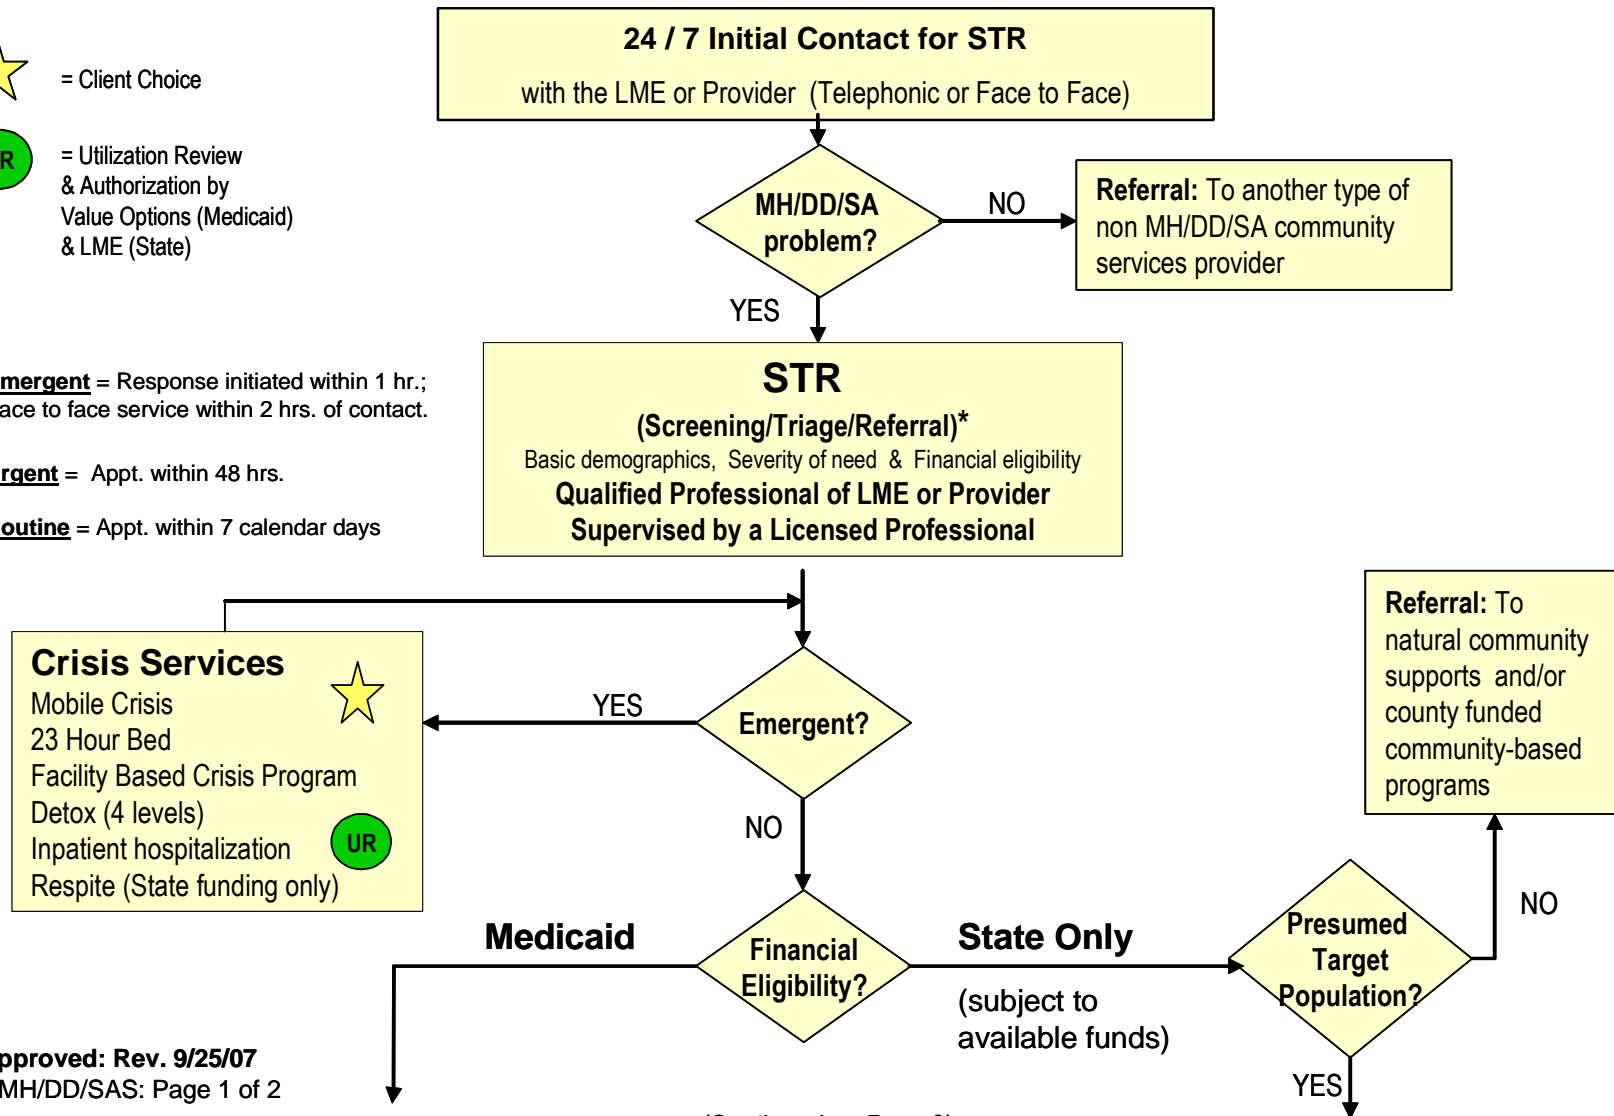 24 / 7 Initial Contact for STR
with the LME or Provider (Telephonic or Face to Face)
= Client Choice
R
= Utilization Review
& Authorization by
Value Options (Medicaid)
& LME (State)
MH/DD/SA
problem?
NO
Referral: To another type of
non MH/DD/SA community
services provider
YES
mergent = Response initiated within 1 hr.;
ace to face service within 2 hrs. of contact.
rgent = Appt. within 48 hrs.
outine = Appt. within 7 calendar days
STR
(Screening/Triage/Referral)*
Basic demographics, Severity of need & Financial eligibility
Qualified Professional of LME or Provider
Supervised by a Licensed Professional
Crisis Services
Mobile Crisis
23 Hour Bed
Facility Based Crisis Program
Detox (4 levels)
Inpatient hospitalization
Respite (State funding only)
UR
YES
Emergent?
NO
Referral: To
natural community
supports and/or
county funded
community-based
programs
Medicaid
Financial
Eligibility?
State Only
(subject to
available funds)
Presumed
Target
Population?
NO
YES
pproved: Rev. 9/25/07
MH/DD/SAS: Page 1 of 2